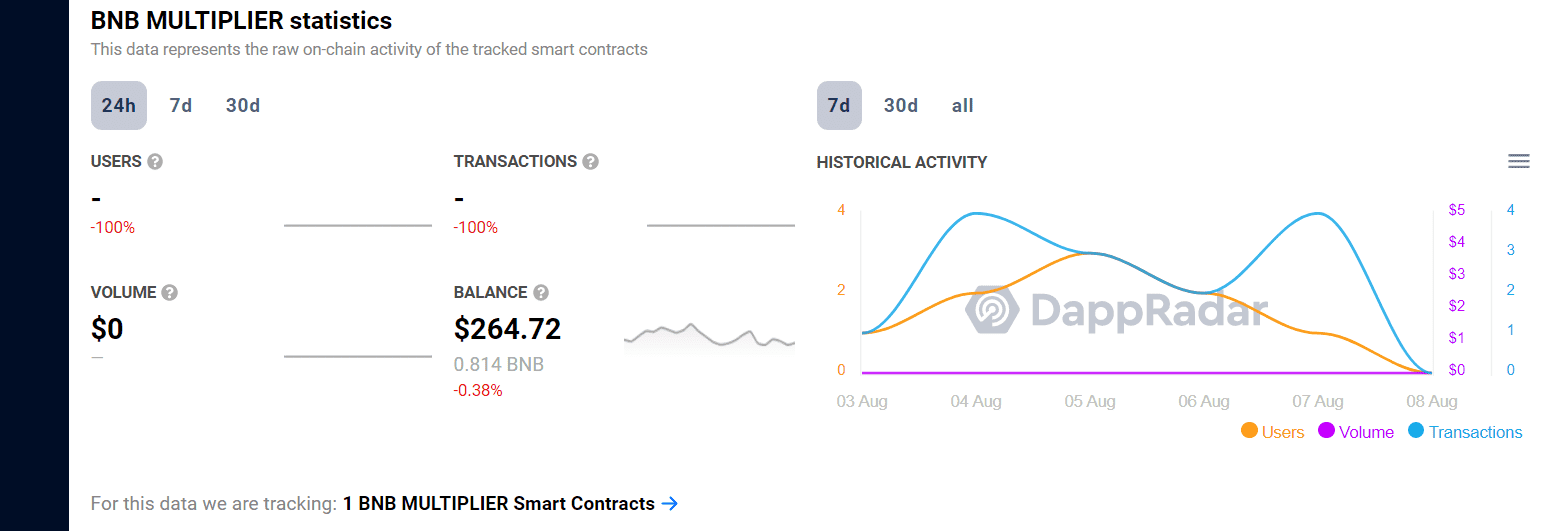 BNB MULTIPLIER statistics
This data represents the raw on-chain activity of the tracked smart contracts
24h 7d 30d
USERS ?
-
-100%
TRANSACTIONS ?
-
-100%
VOLUME ?
$0
—
BALANCE ?
$264.72
0.814 BNB
-0.38%
7d 30d all
HISTORICAL ACTIVITY
4 $5 4
$4
3
$3
2 2
$2
$1 1
0 $0 0
DappRadar
03 Aug 04 Aug 05 Aug 06 Aug 07 Aug 08 Aug
Users Volume Transactions
For this data we are tracking: 1 BNB MULTIPLIER Smart Contracts →